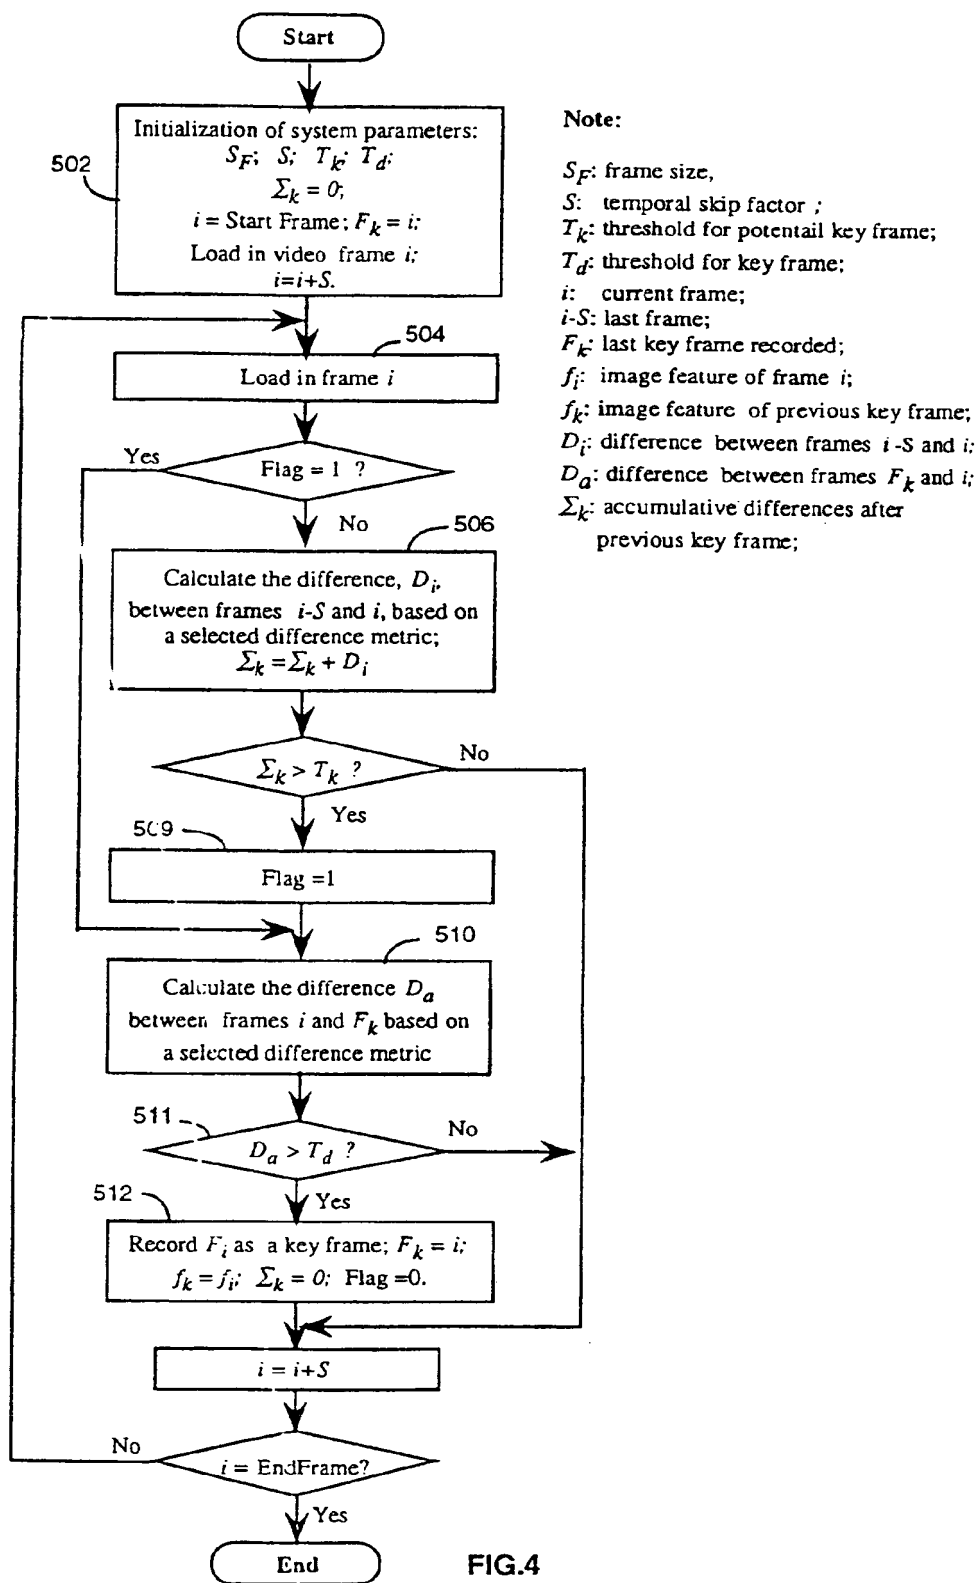 Start
502
Initialization of system parameters:
S_F; S; T_k; T_d;
Σ_k = 0;
i = Start Frame; F_k = i;
Load in video frame i;
i=i+S.
Note:
S_F: frame size,
S: temporal skip factor ;
T_k: threshold for potentail key frame;
T_d: threshold for key frame;
i: current frame;
i-S: last frame;
F_k: last key frame recorded;
f_i: image feature of frame i;
f_k: image feature of previous key frame;
D_i: difference between frames i-S and i;
D_a: difference between frames F_k and i;
Σ_k: accumulative differences after
previous key frame;
504
Load in frame i
Yes
Flag = 1 ?
No
506
Calculate the difference, D_i,
between frames i-S and i, based on
a selected difference metric;
Σ_k = Σ_k + D_i
Σ_k > T_k ?
No
Yes
509
Flag =1
510
Calculate the difference D_a
between frames i and F_k based on
a selected difference metric
511
D_a > T_d ?
No
Yes
512
Record F_i as a key frame; F_k = i;
f_k = f_i; Σ_k = 0; Flag =0.
i = i+S
No
i = EndFrame?
Yes
End
FIG.4